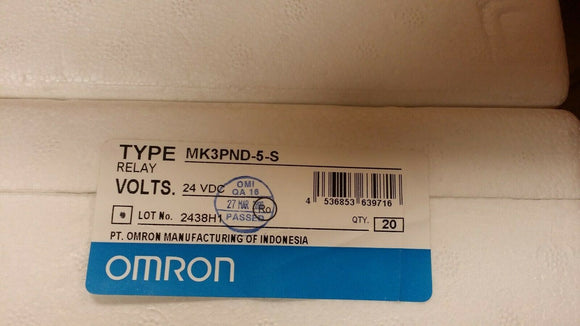 TYPE MK3PND-5-S
RELAY
VOLTS. 24 VDC
OMI
QA 16
27 MAR
Ro
PASSED
4 536853 639716
LOT No. 2438H1
QTY. 20
PT. OMRON MANUFACTURING OF INDONESIA
OMRON